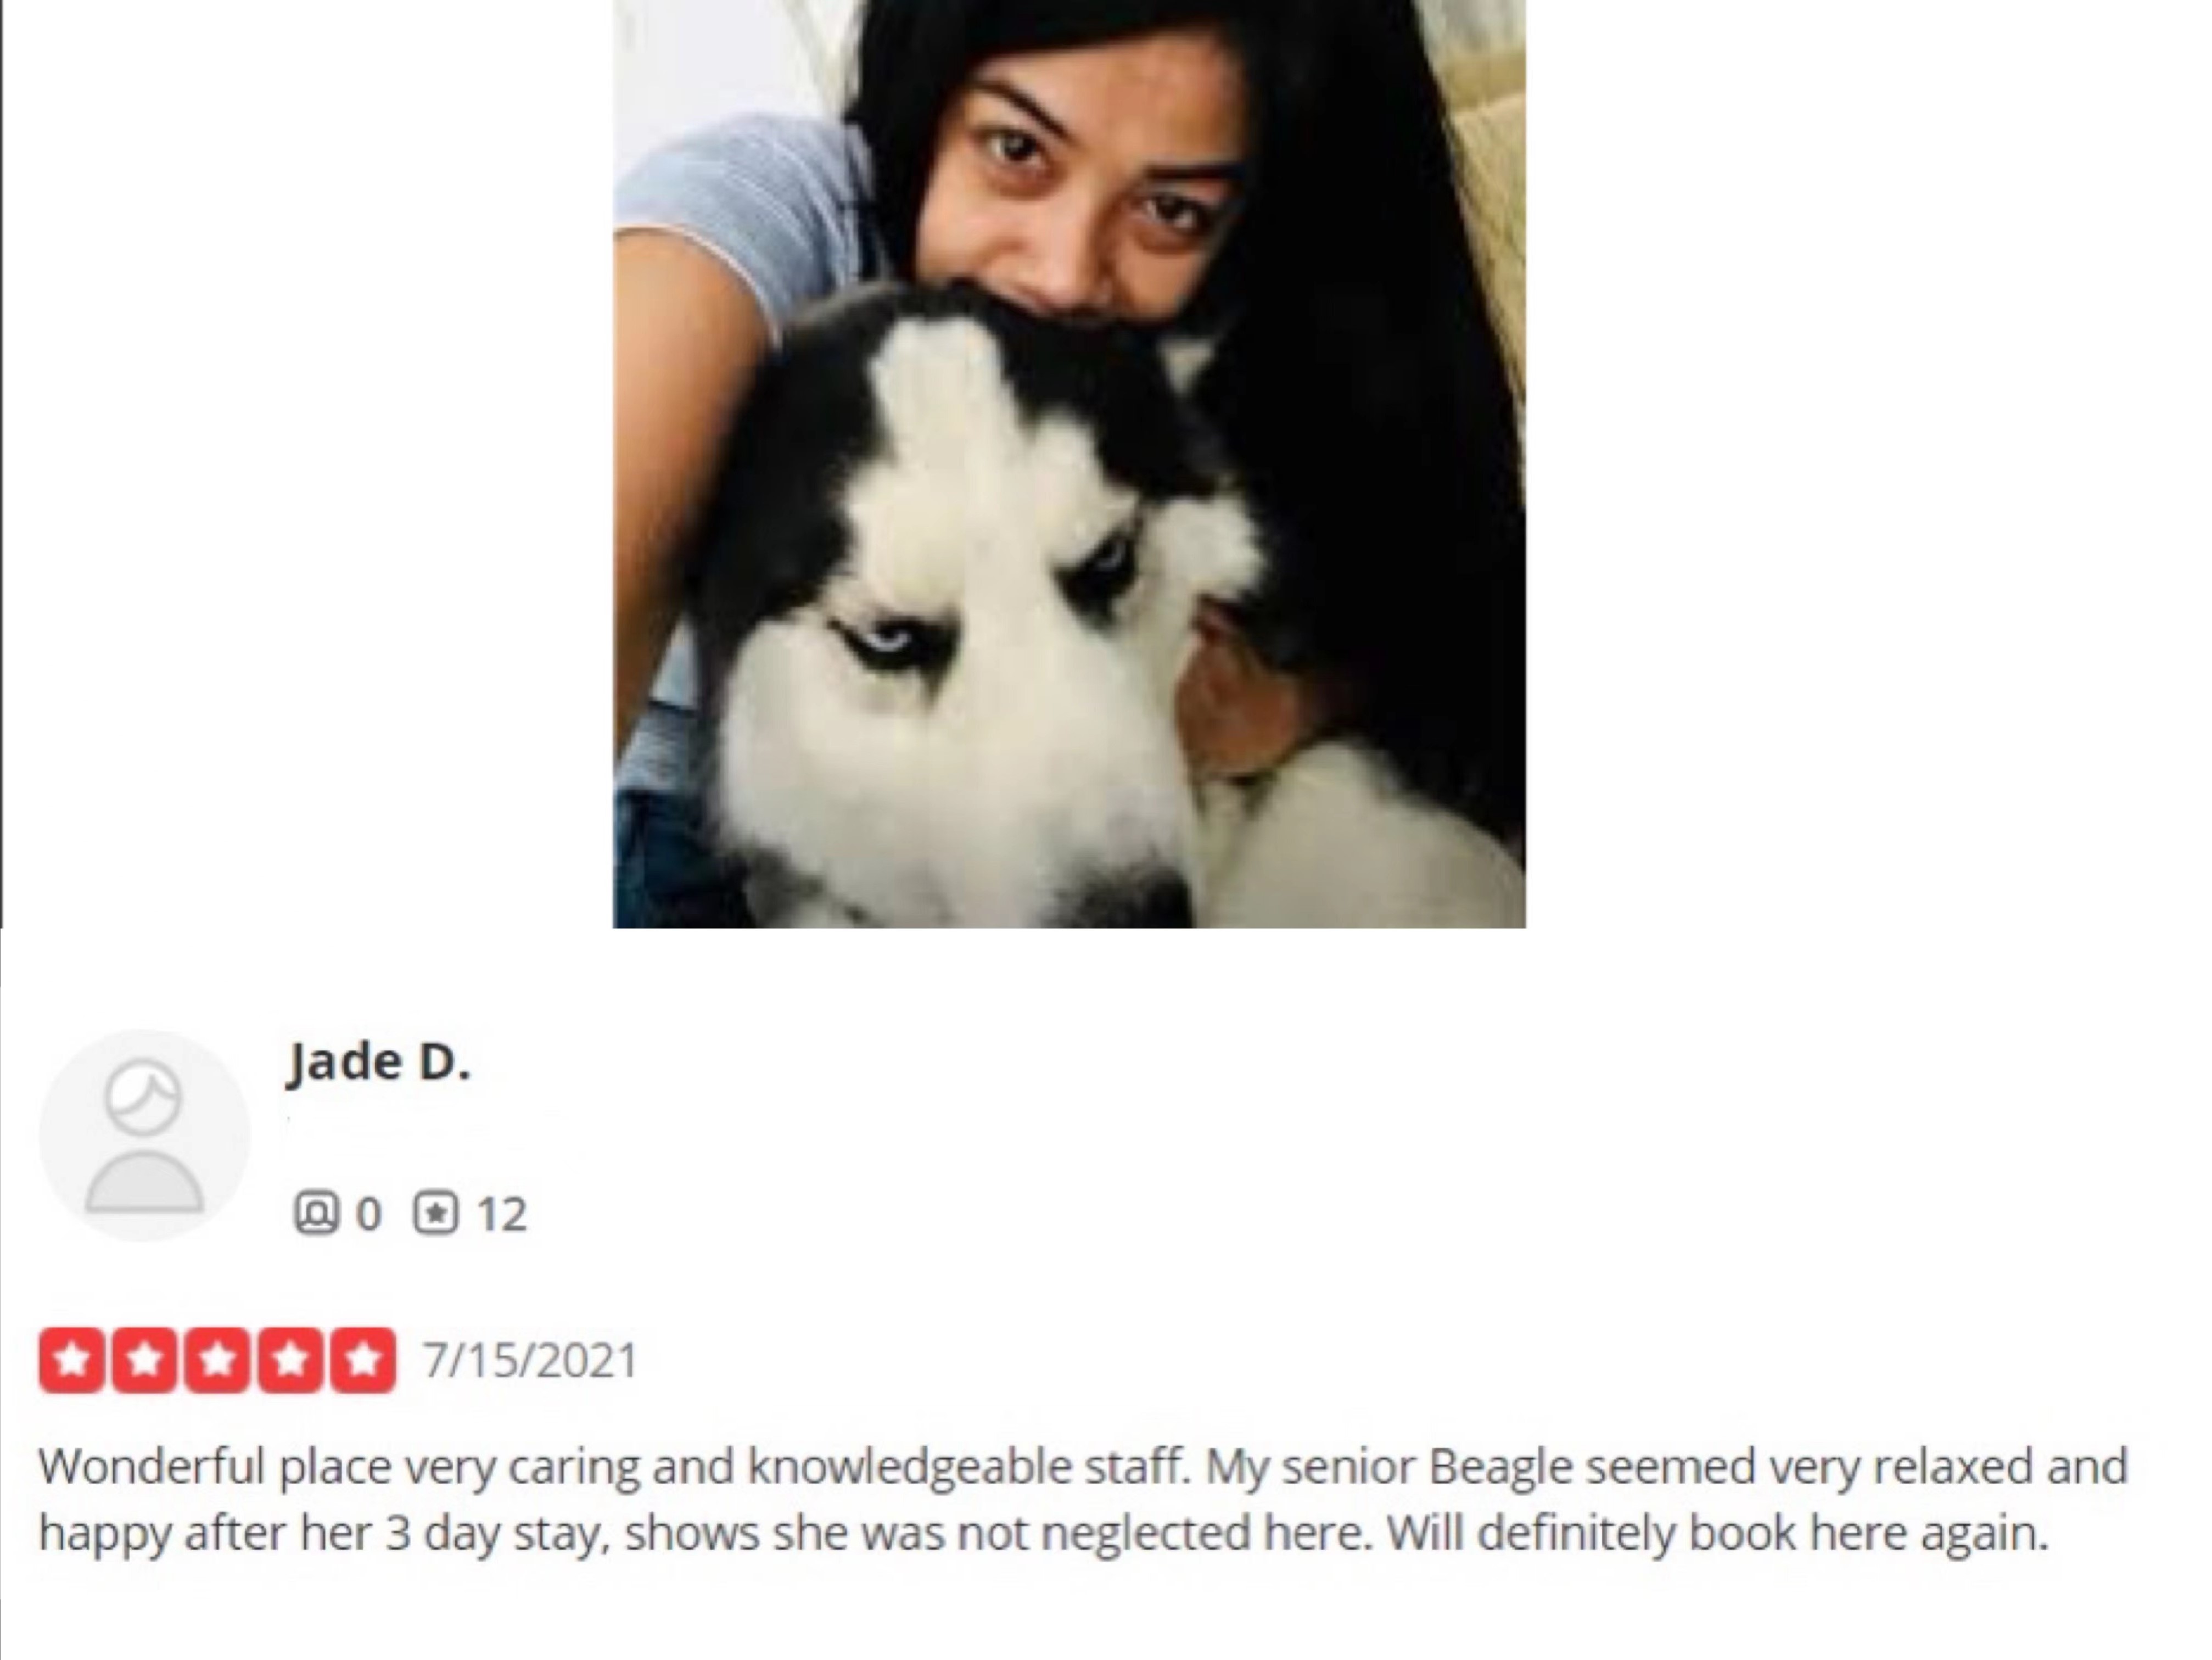 Jade D.
0 12
7/15/2021
Wonderful place very caring and knowledgeable staff. My senior Beagle seemed very relaxed and
happy after her 3 day stay, shows she was not neglected here. Will definitely book here again.